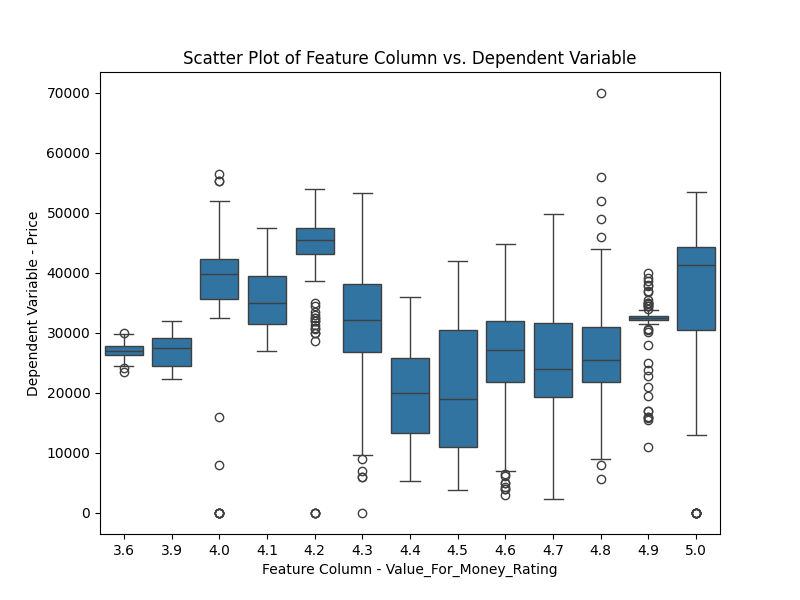 Scatter Plot of Feature Column vs. Dependent Variable
Dependent Variable - Price
70000
60000
50000
40000
30000
20000
10000
0
3.6 3.9 4.0 4.1 4.2 4.3 4.4 4.5 4.6 4.7 4.8 4.9 5.0
Feature Column - Value_For_Money_Rating